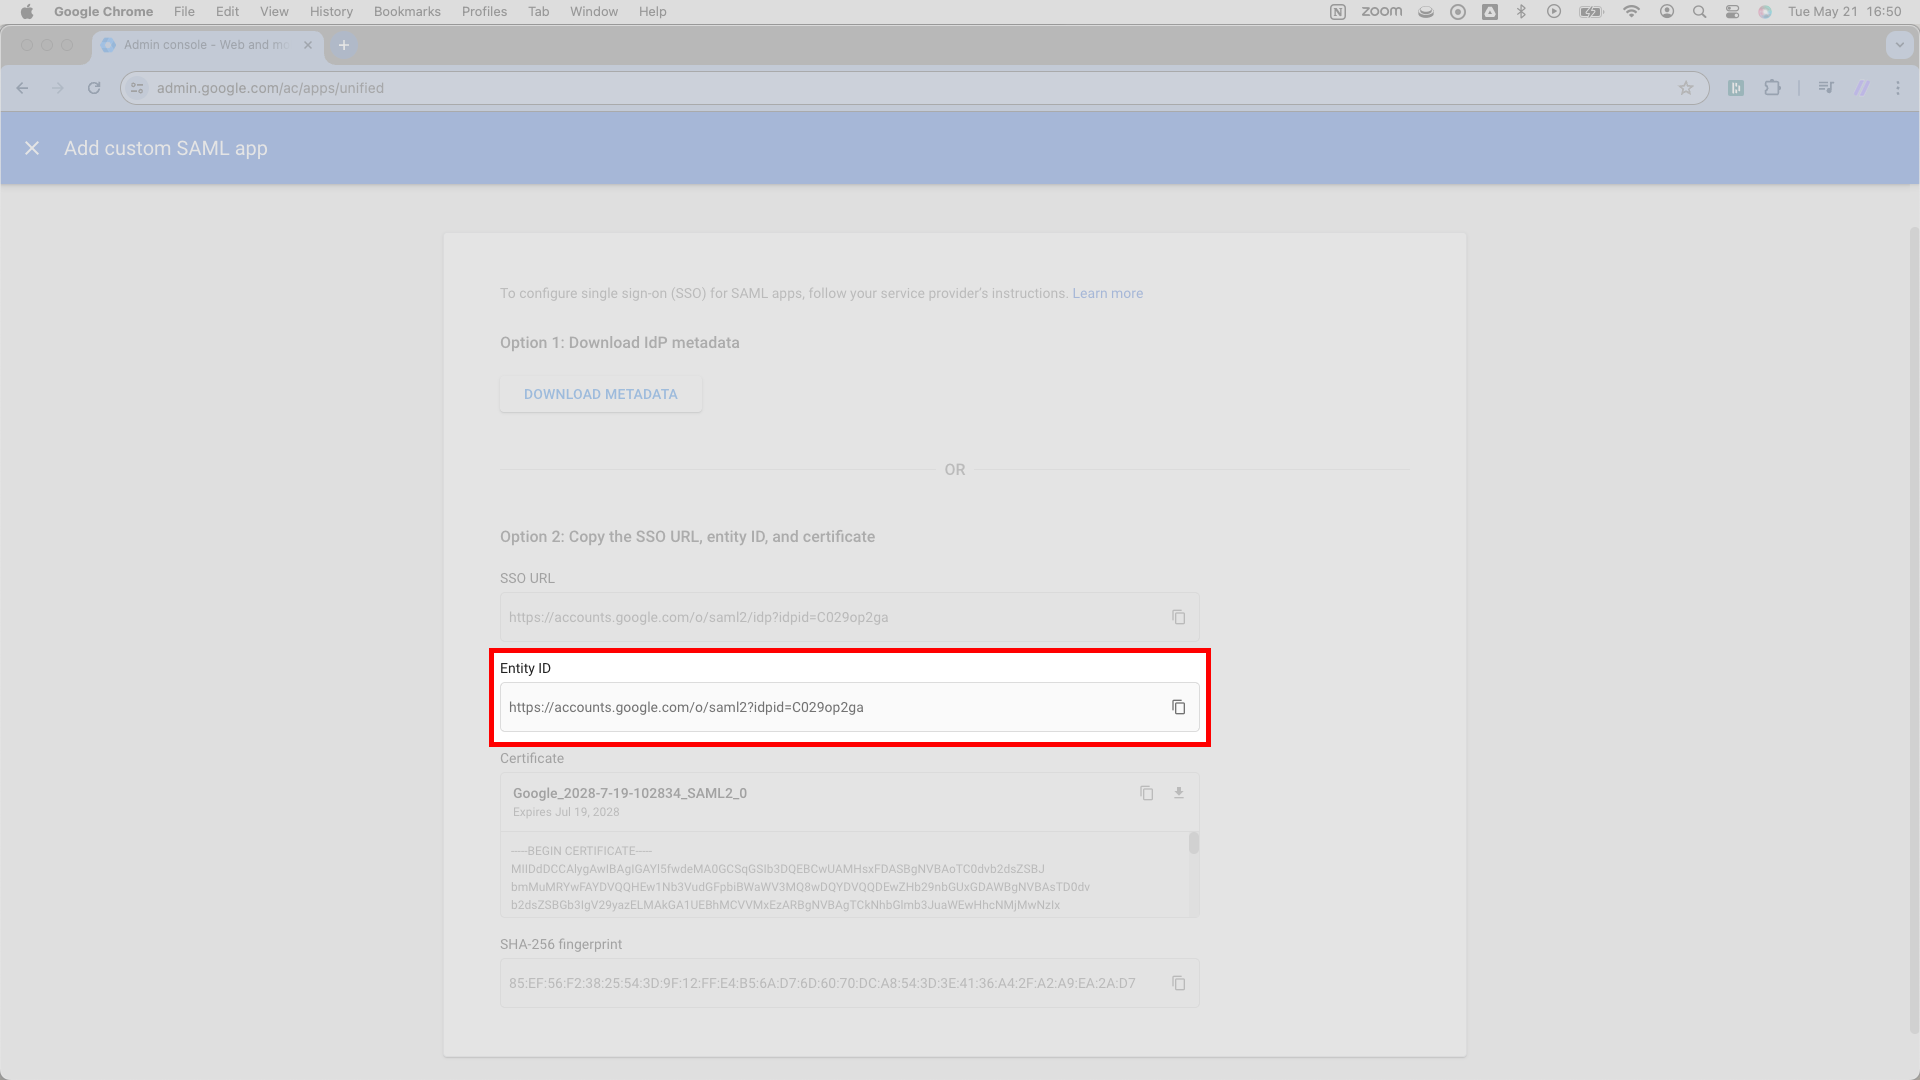 Google Chrome File Edit View History Bookmarks Profiles Tab Window Help zoom Tue May 21 16:50
Admin console - Web and mo
admin.google.com/ac/apps/unified
Add custom SAML app
To configure single sign-on (SSO) for SAML apps, follow your service provider's instructions. Learn more
Option 1: Download IdP metadata
DOWNLOAD METADATA
OR
Option 2: Copy the SSO URL, entity ID, and certificate
SSO URL
https://accounts.google.com/o/saml2/idp?idpid=C029op2ga
Entity ID
https://accounts.google.com/o/saml2?idpid=C029op2ga
Certificate
Google_2028-7-19-102834_SAML2_0
Expires Jul 19, 2028
-----BEGIN CERTIFICATE-----
MIIDdDCCAlygAwIBAgIGAYl5fwdeMA0GCSqGSIb3DQEBCwUAMHsxFDASBgNVBAoTC0dvb2dsZSBJ
bmMuMRYwFAYDVQQHEw1Nb3VudGFpbiBWaWV3MQ8wDQYDVQQDEwZHb29nbGUxGDAWBgNVBAsTD0dv
b2dsZSBGb3IgV29yazELMAkGA1UEBhMCVVMxEzARBgNVBAgTCkNhbGlmb3JuaWEwHhcNMjMwNzIx
SHA-256 fingerprint
85:EF:56:F2:38:25:54:3D:9F:12:FF:E4:B5:6A:D7:6D:60:70:DC:A8:54:3D:3E:41:36:A4:2F:A2:A9:EA:2A:D7